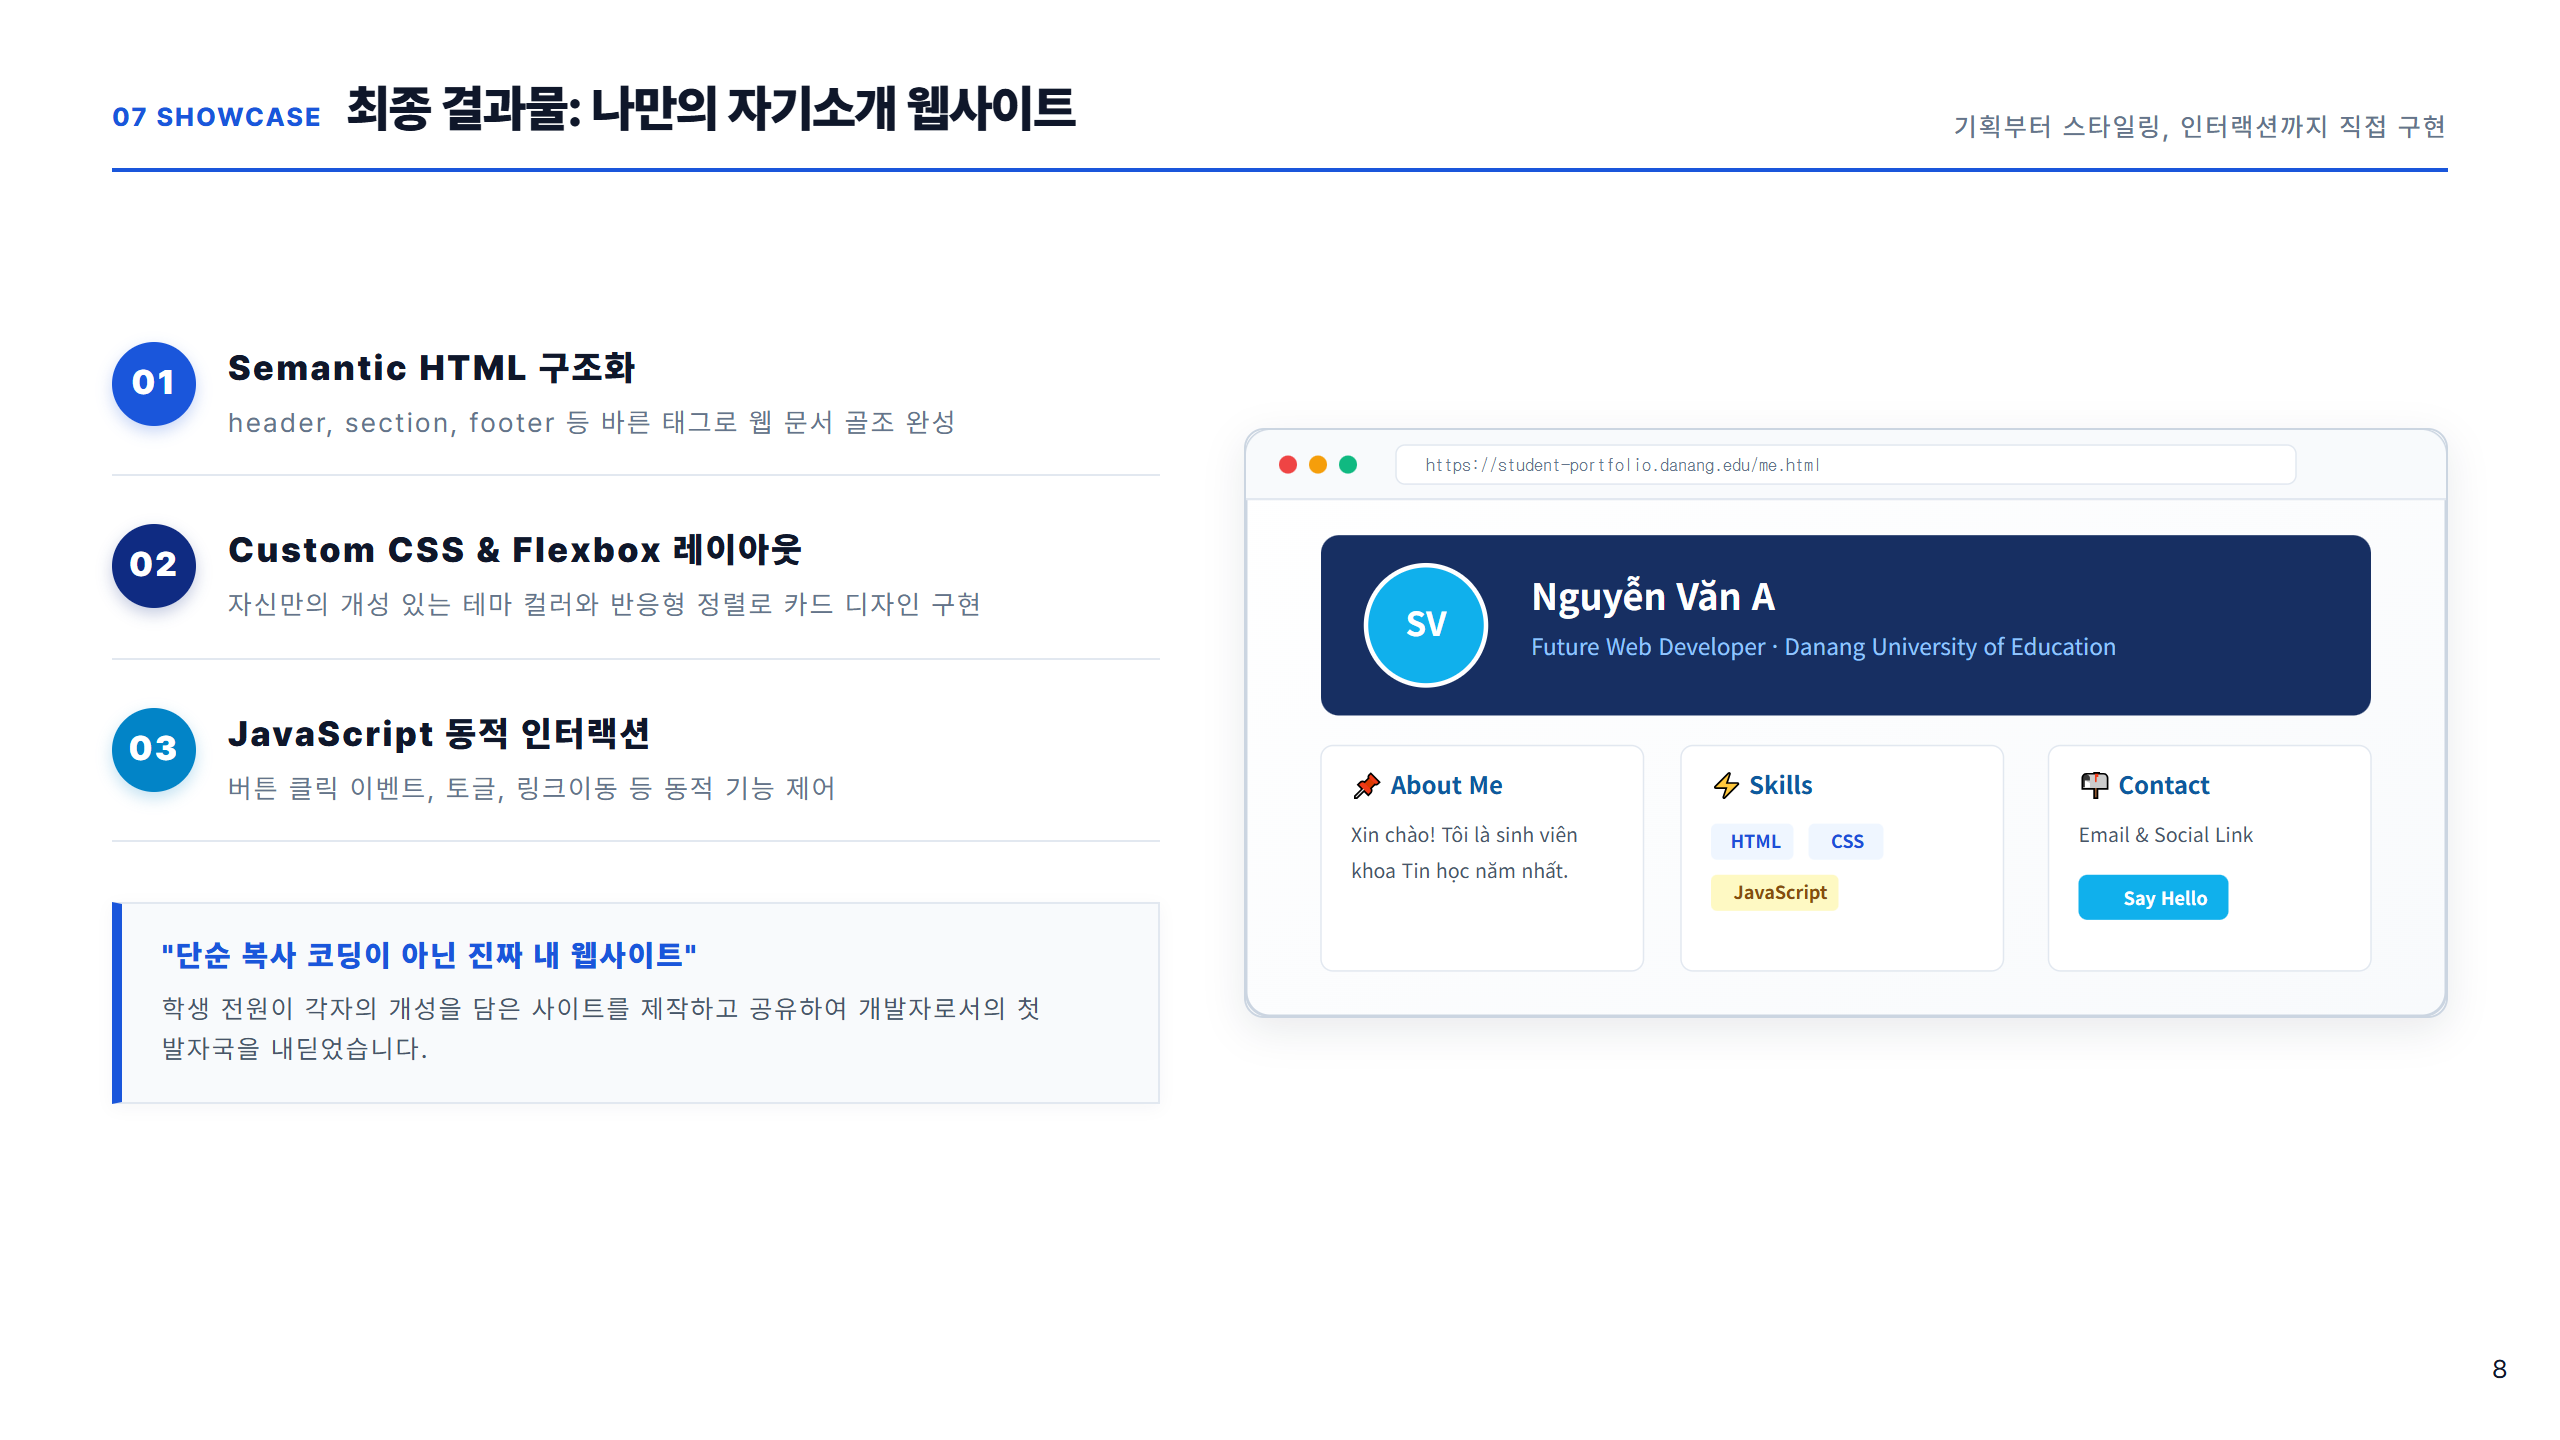 07 SHOWCASE 최종 결과물: 나만의 자기소개 웹사이트
기획부터 스타일링, 인터랙션까지 직접 구현
01
Semantic HTML 구조화
header, section, footer 등 바른 태그로 웹 문서 골조 완성
02
Custom CSS & Flexbox 레이아웃
자신만의 개성 있는 테마 컬러와 반응형 정렬로 카드 디자인 구현
03
JavaScript 동적 인터랙션
버튼 클릭 이벤트, 토글, 링크이동 등 동적 기능 제어
"단순 복사 코딩이 아닌 진짜 내 웹사이트"
학생 전원이 각자의 개성을 담은 사이트를 제작하고 공유하여 개발자로서의 첫
발자국을 내딛었습니다.
https://student-portfolio.danang.edu/me.html
SV
Nguyễn Văn A
Future Web Developer · Danang University of Education
📌 About Me
Xin chào! Tôi là sinh viên
khoa Tin học năm nhất.
⚡ Skills
HTML CSS
JavaScript
📬 Contact
Email & Social Link
Say Hello
8